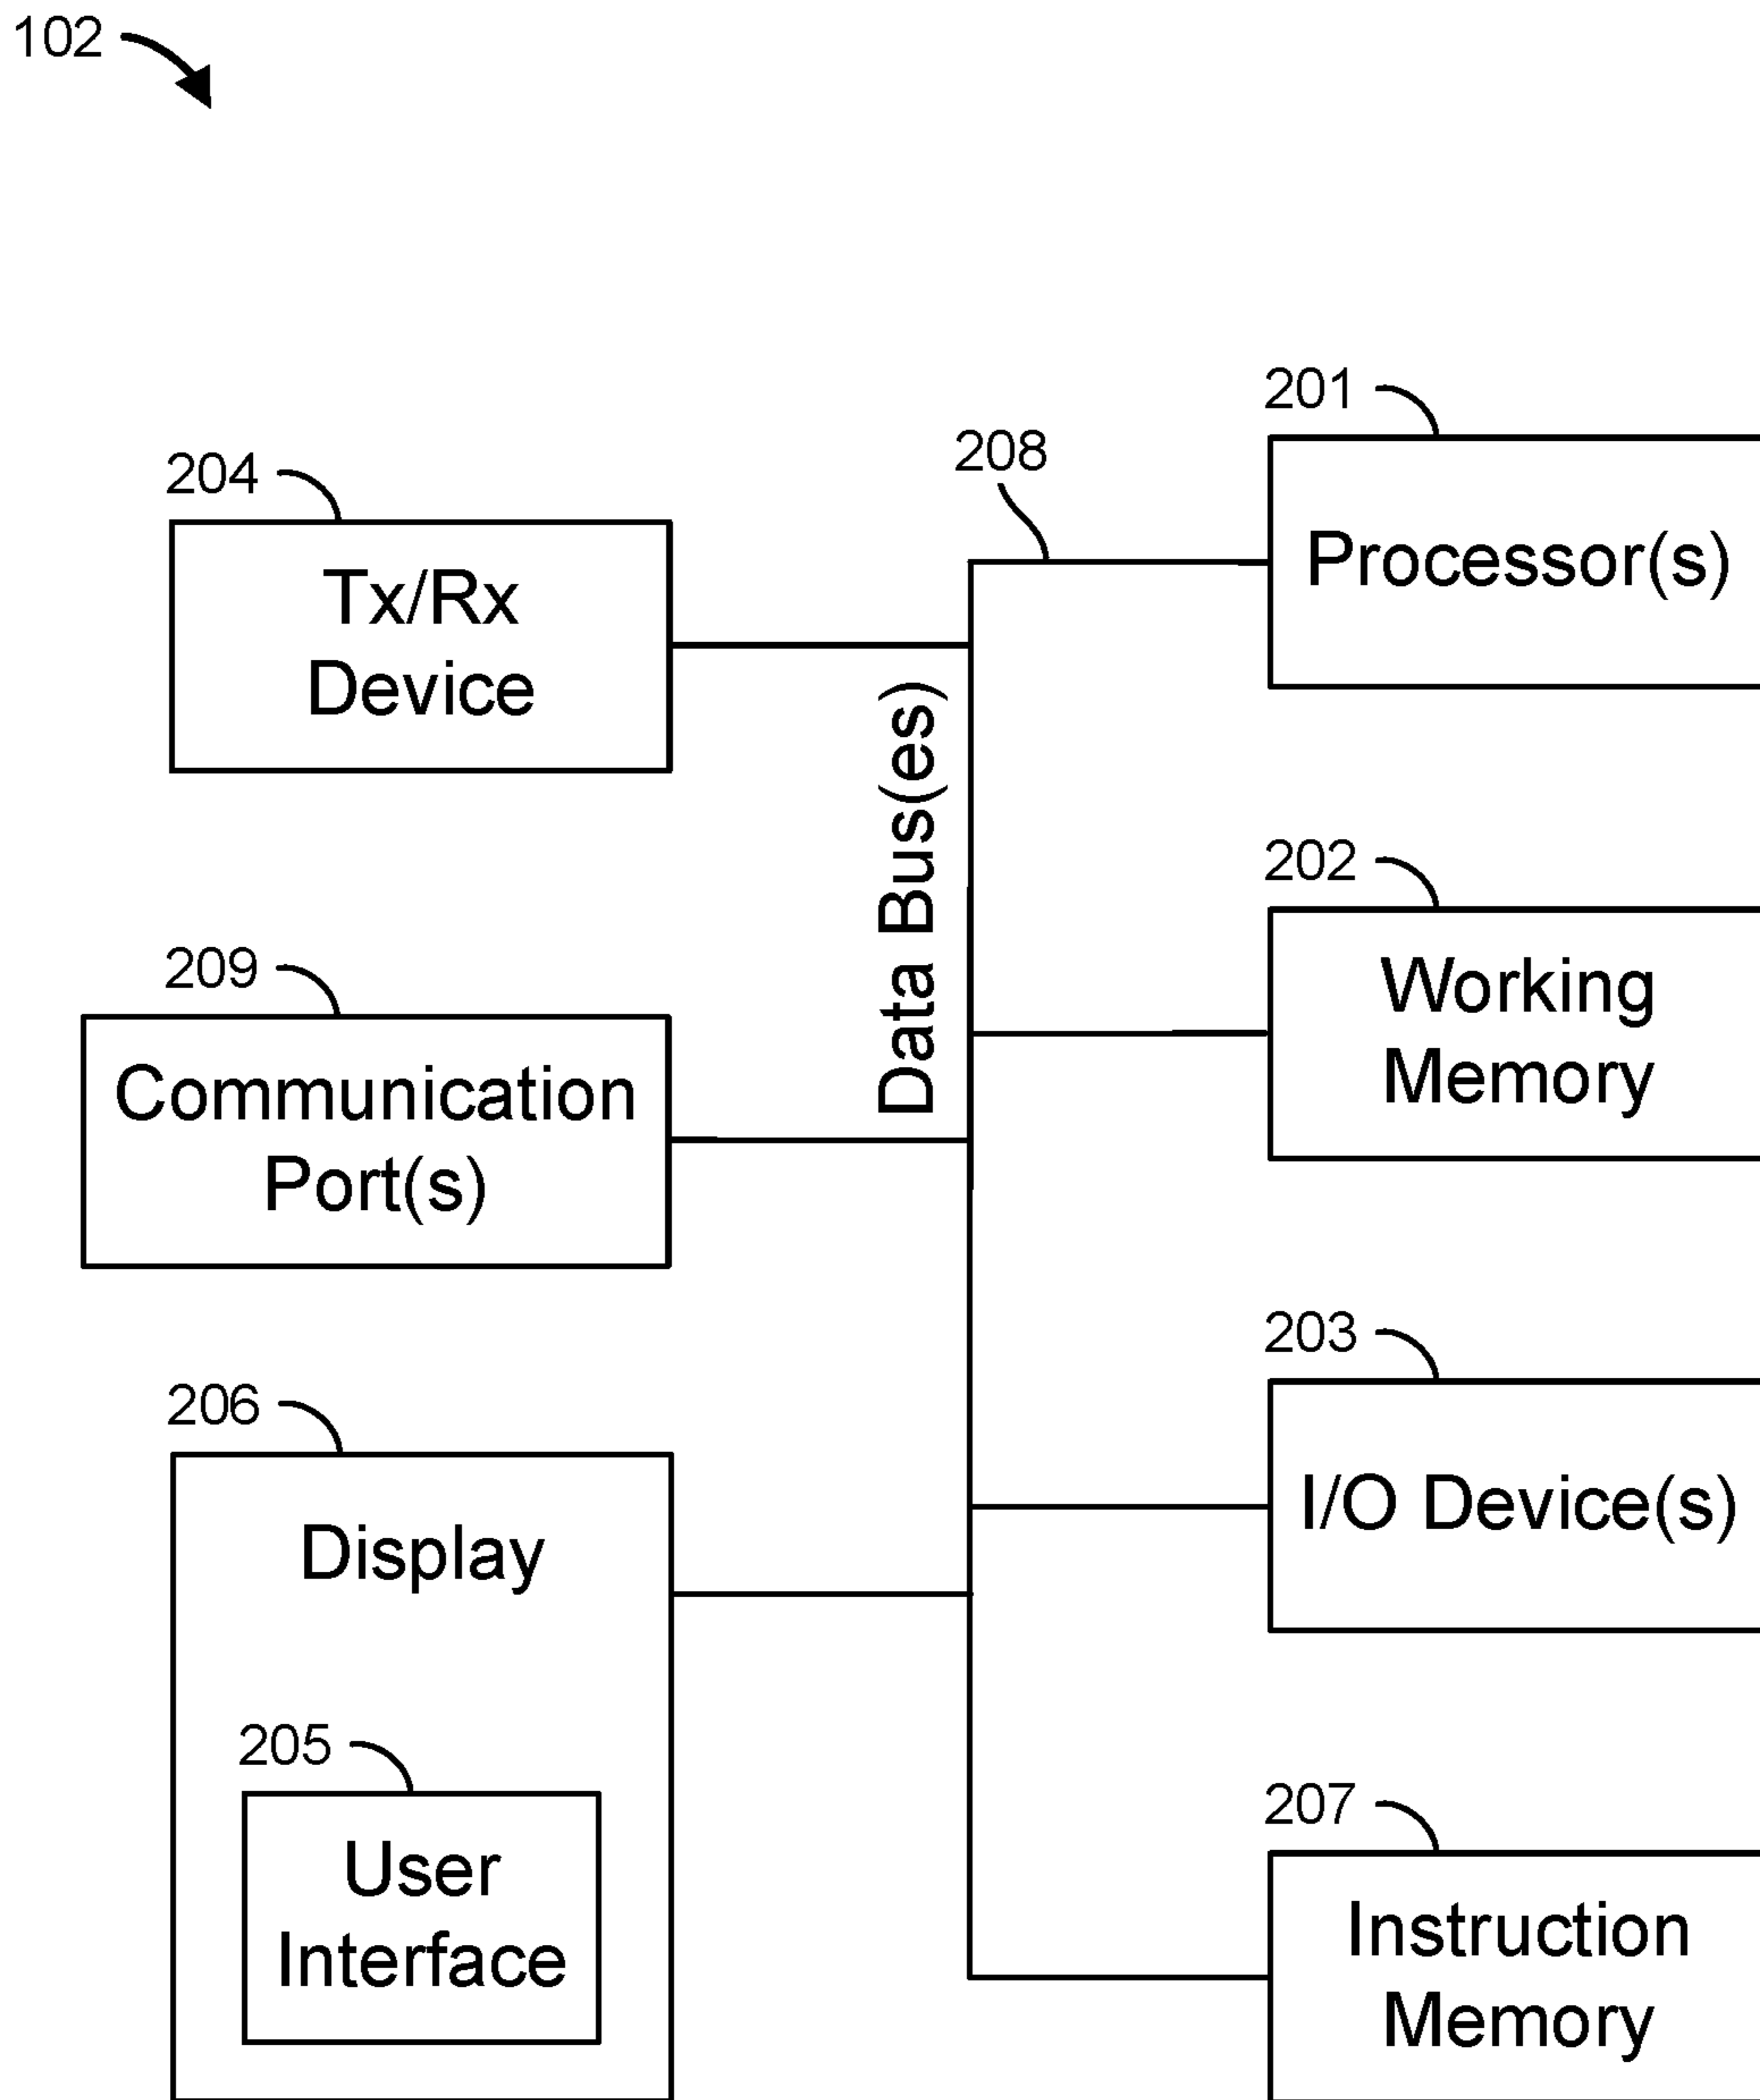 102
201
208
204
Processor(s)
Tx/Rx
Device
Data Bus(es)
202
209
Working
Memory
Communication
Port(s)
203
206
I/O Device(s)
Display
205
207
User
Interface
Instruction
Memory